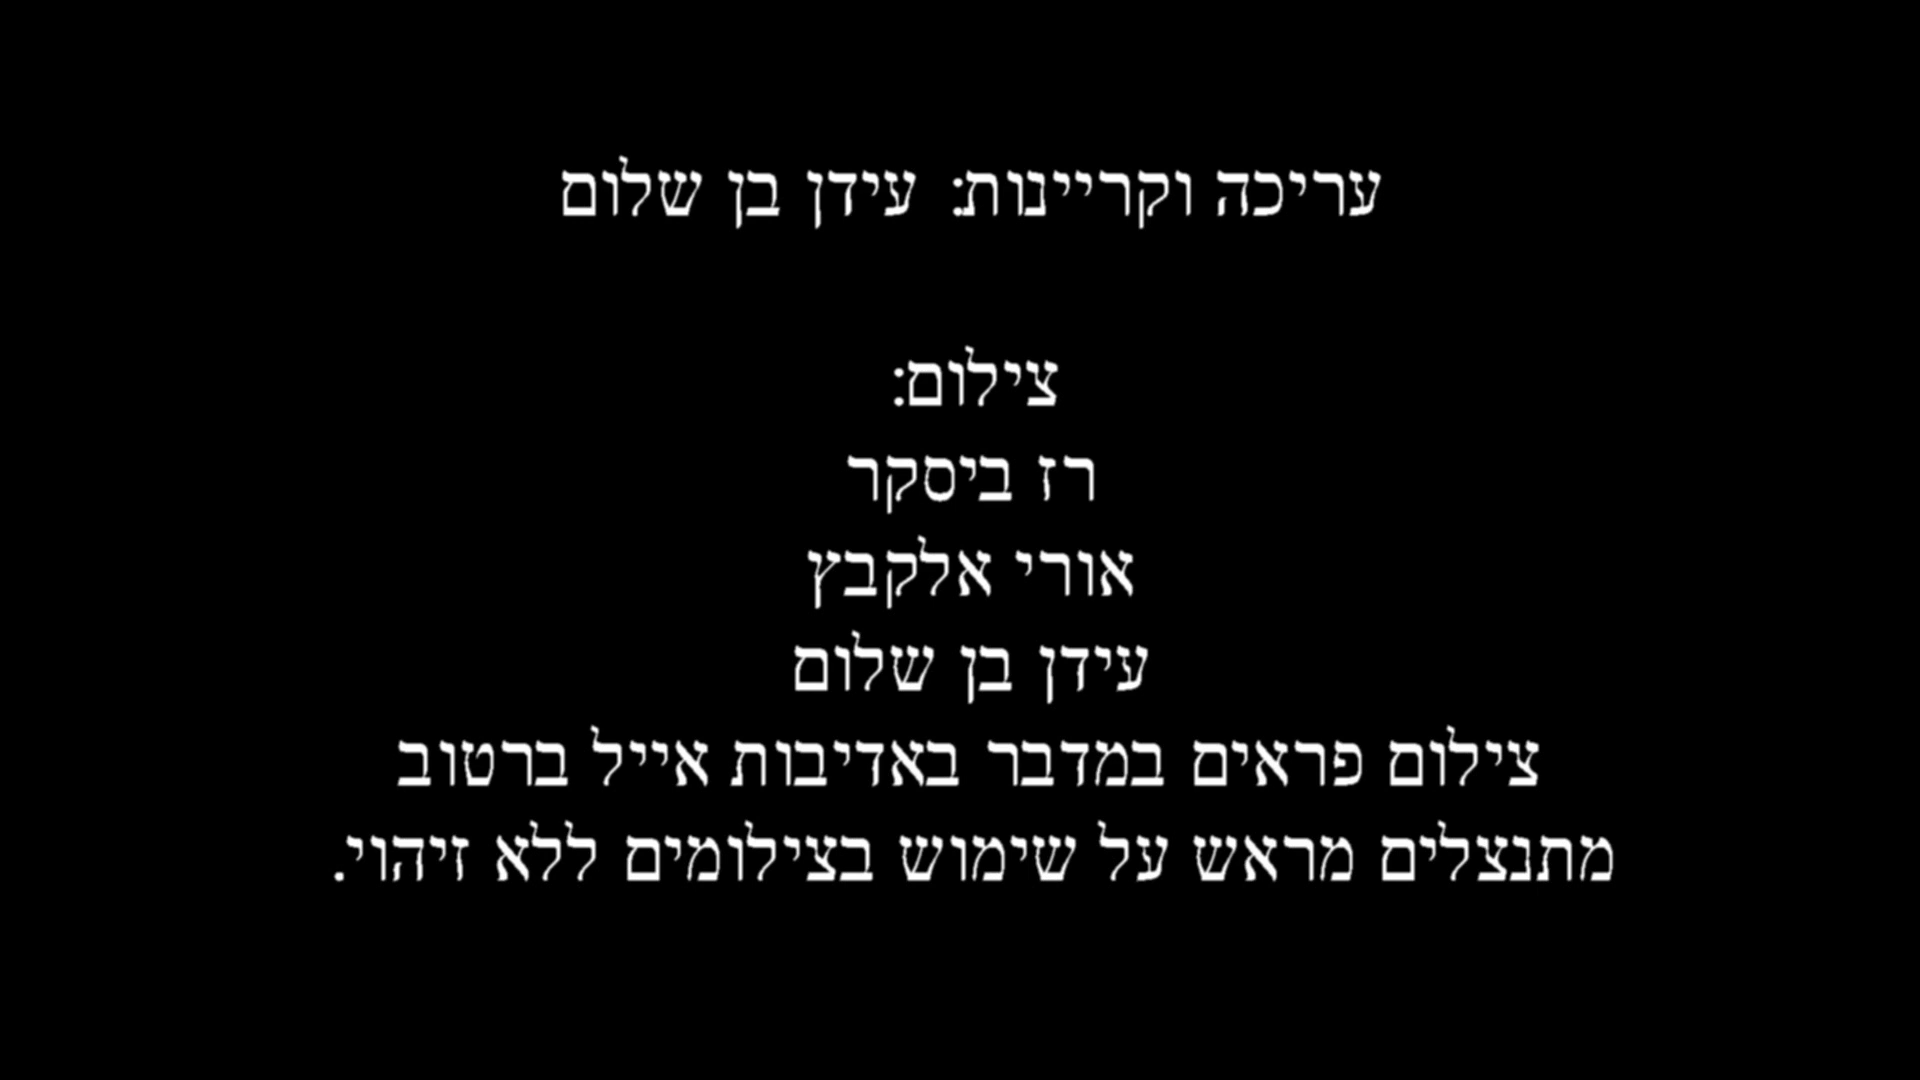 עריכה וקריינות: עידן בן שלום
צילום:
רז ביסקר
אורי אלקבץ
עידן בן שלום
צילום פראים במדבר באדיבות אייל ברטוב
מתנצלים מראש על שימוש בצילומים ללא זיהוי.